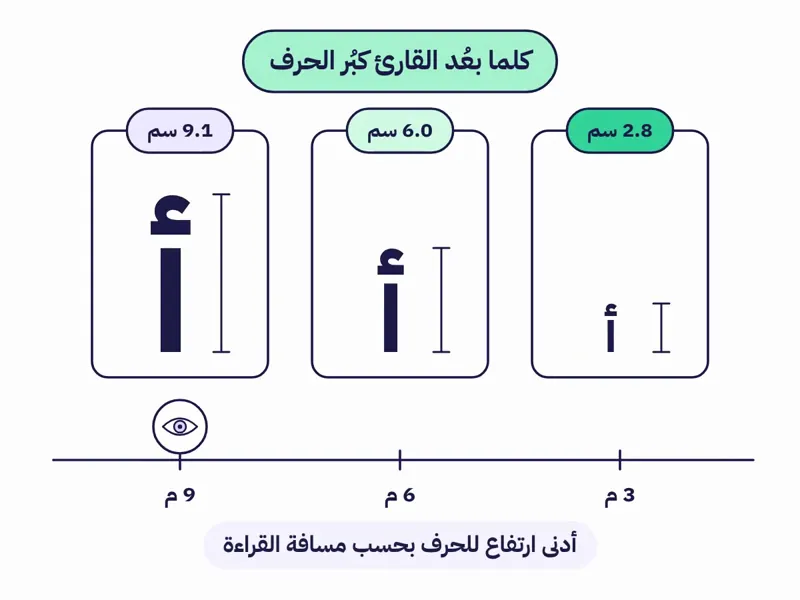 كلما بعُد القارئ كبُر الحرف
2.8 سم
6.0 سم
9.1 سم
أ
أ
أ
3 م
6 م
9 م
أدنى ارتفاع للحرف بحسب مسافة القراءة